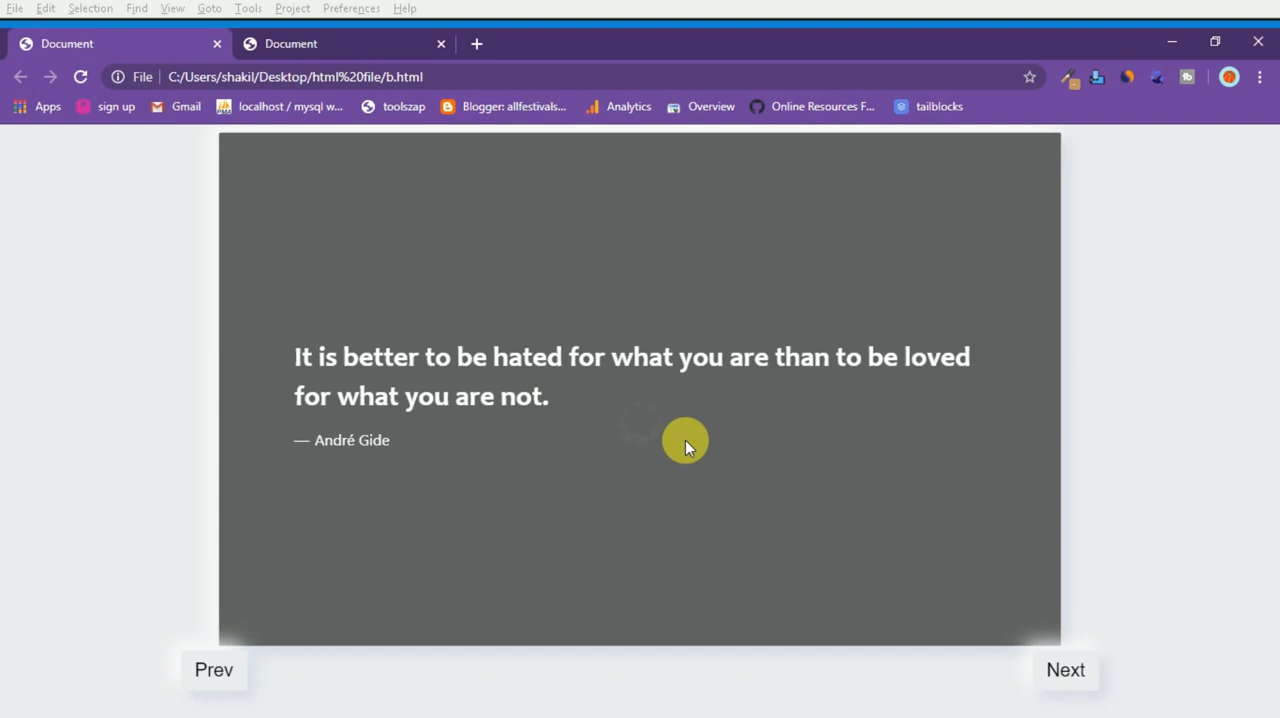 File Edit Selection Find View Goto Tools Project Preferences Help
Document Document
File C:/Users/shakil/Desktop/html%20file/b.html
Apps sign up Gmail localhost / mysql w... toolszap Blogger: allfestivals... Analytics Overview Online Resources F... tailblocks
It is better to be hated for what you are than to be loved
for what you are not.
— André Gide
Prev Next